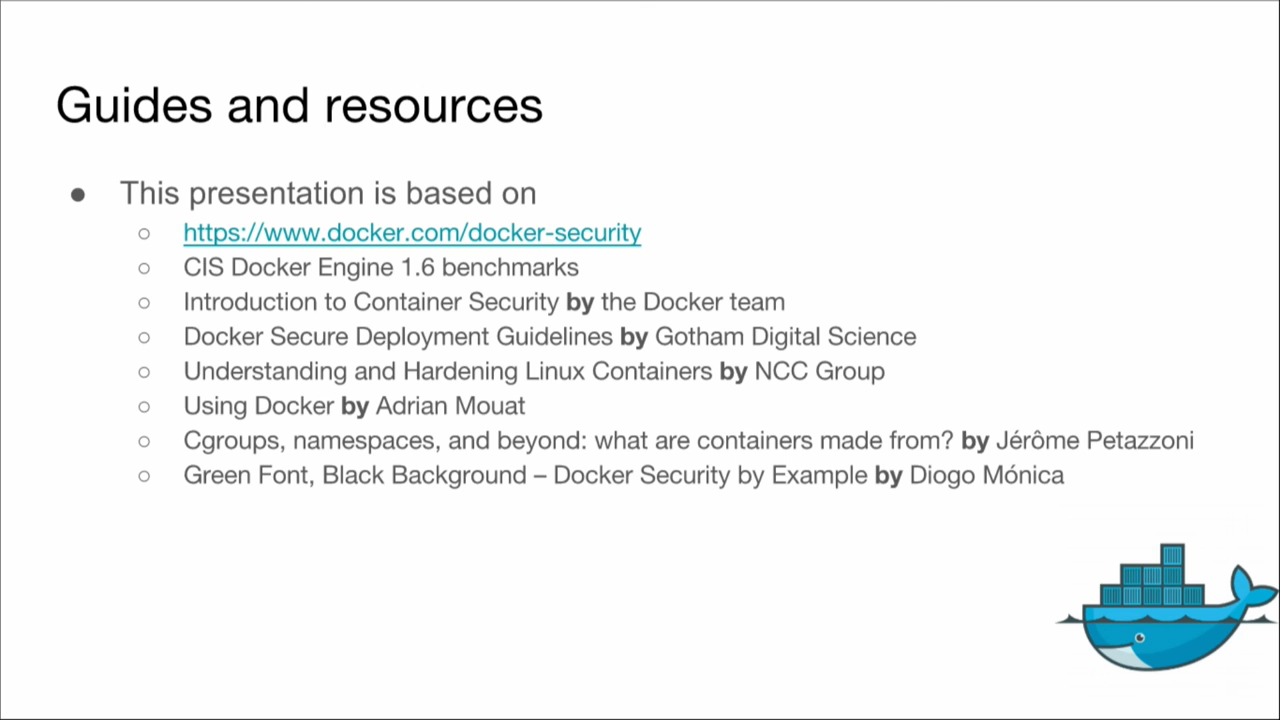 Guides and resources
● This presentation is based on
○ https://www.docker.com/docker-security
○ CIS Docker Engine 1.6 benchmarks
○ Introduction to Container Security by the Docker team
○ Docker Secure Deployment Guidelines by Gotham Digital Science
○ Understanding and Hardening Linux Containers by NCC Group
○ Using Docker by Adrian Mouat
○ Cgroups, namespaces, and beyond: what are containers made from? by Jérôme Petazzoni
○ Green Font, Black Background – Docker Security by Example by Diogo Mónica